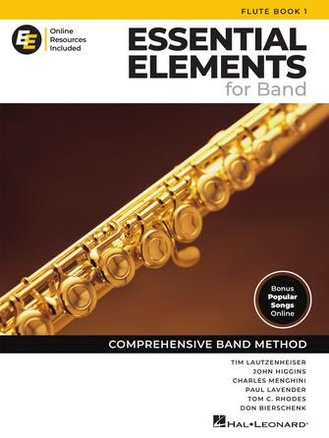 FLUTE BOOK 1
EE
Online
Resources
Included
ESSENTIAL
ELEMENTS
for Band
Bonus
Popular
Songs
Online
COMPREHENSIVE BAND METHOD
TIM LAUTZENHEISER
JOHN HIGGINS
CHARLES MENGHINI
PAUL LAVENDER
TOM C. RHODES
DON BIERSCHENK
HAL•LEONARD®